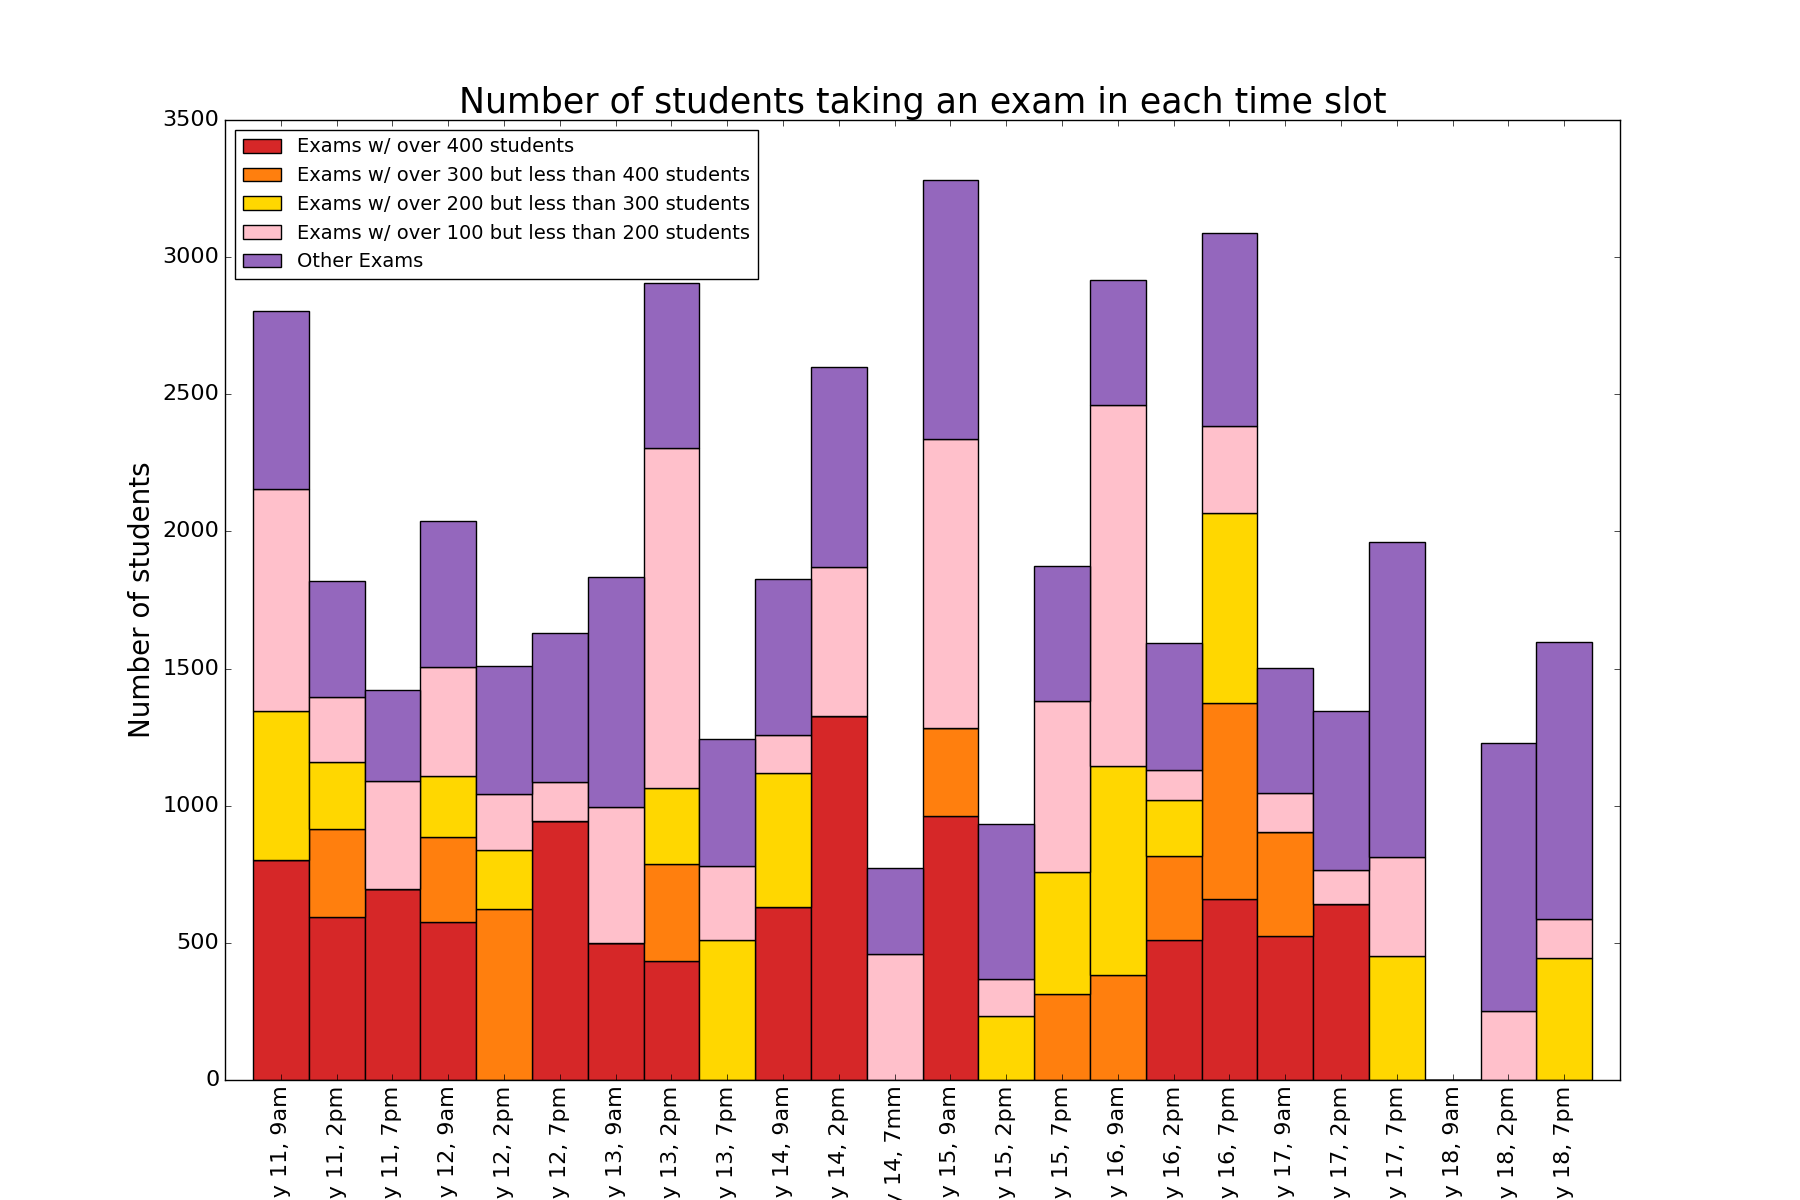 Number of students taking an exam in each time slot
Exams w/ over 400 students
Exams w/ over 300 but less than 400 students
Exams w/ over 200 but less than 300 students
Exams w/ over 100 but less than 200 students
Other Exams
Number of students
3500
3000
2500
2000
1500
1000
500
0
y 11, 9am
y 11, 2pm
y 11, 7pm
y 12, 9am
y 12, 2pm
y 12, 7pm
y 13, 9am
y 13, 2pm
y 13, 7pm
y 14, 9am
y 14, 2pm
y 14, 7mm
y 15, 9am
y 15, 2pm
y 15, 7pm
y 16, 9am
y 16, 2pm
y 16, 7pm
y 17, 9am
y 17, 2pm
y 17, 7pm
y 18, 9am
y 18, 2pm
y 18, 7pm